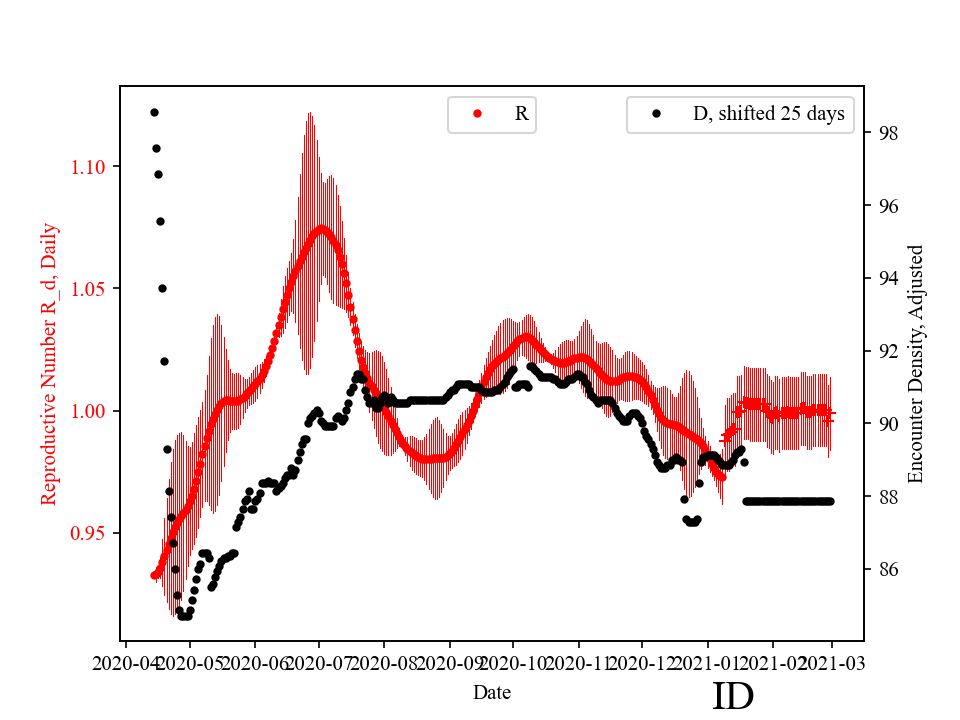 R
D, shifted 25 days
Reproductive Number R_d, Daily
1.10
1.05
1.00
0.95
98
96
94
92
90
88
86
Encounter Density, Adjusted
2020-04 2020-05 2020-06 2020-07 2020-08 2020-09 2020-10 2020-11 2020-12 2021-01 2021-02 2021-03
Date
ID